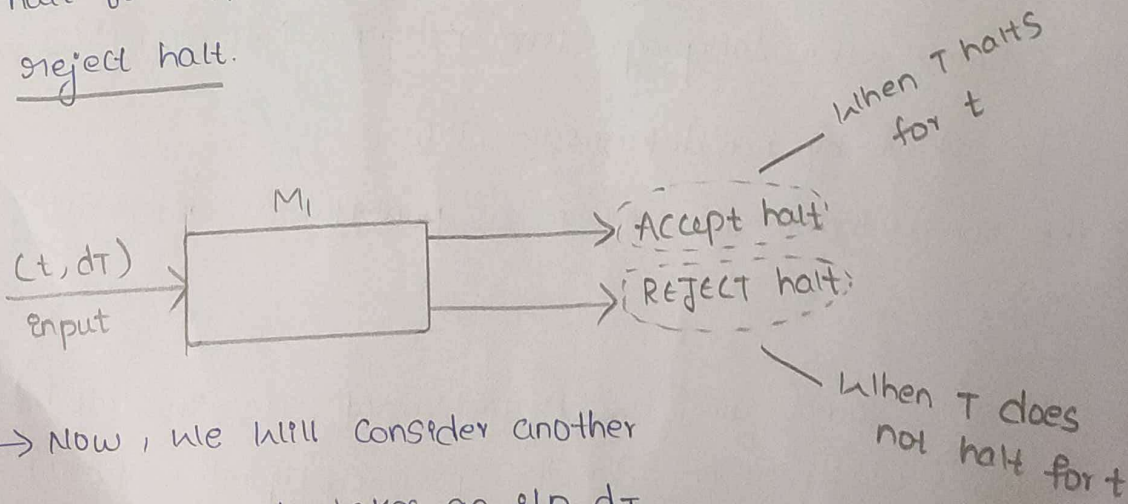 reject halt.
When T halts
for t
M1
(t, dT)
Input
Accept halt
REJECT halt
When T does
not halt for t
→ Now, we will consider another